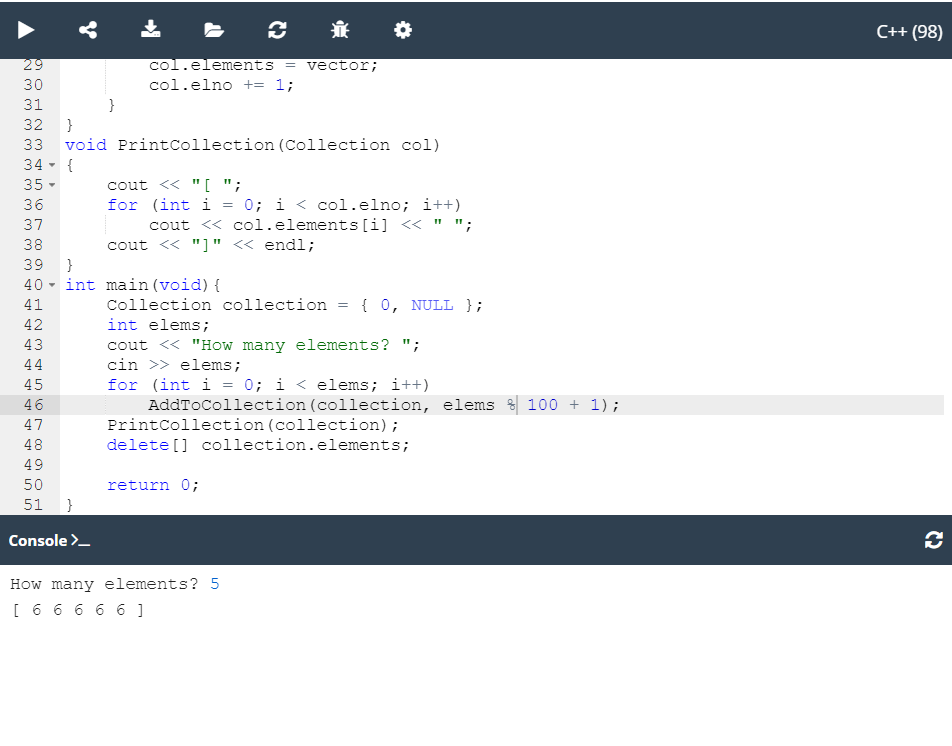 C++ (98)
29 col.elements = vector;
30 col.elno += 1;
31 }
32 }
33 void PrintCollection(Collection col)
34 {
35 cout << "[ ";
36 for (int i = 0; i < col.elno; i++)
37 cout << col.elements[i] << " ";
38 cout << "]" << endl;
39 }
40 int main(void){
41 Collection collection = { 0, NULL };
42 int elems;
43 cout << "How many elements? ";
44 cin >> elems;
45 for (int i = 0; i < elems; i++)
46 AddToCollection(collection, elems % 100 + 1);
47 PrintCollection(collection);
48 delete[] collection.elements;
49
50 return 0;
51 }
Console >_
How many elements? 5
[ 6 6 6 6 6 ]